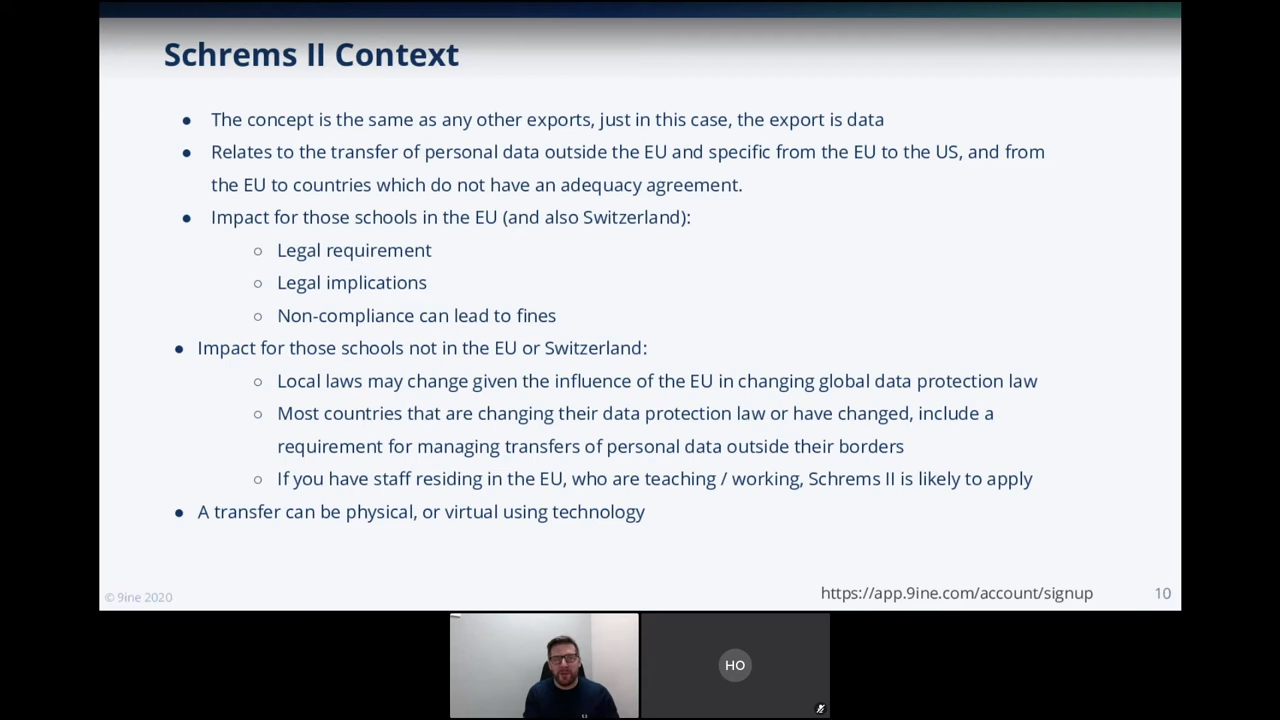 Schrems II Context
● The concept is the same as any other exports, just in this case, the export is data
● Relates to the transfer of personal data outside the EU and specific from the EU to the US, and from
the EU to countries which do not have an adequacy agreement.
● Impact for those schools in the EU (and also Switzerland):
○ Legal requirement
○ Legal implications
○ Non-compliance can lead to fines
● Impact for those schools not in the EU or Switzerland:
○ Local laws may change given the influence of the EU in changing global data protection law
○ Most countries that are changing their data protection law or have changed, include a
requirement for managing transfers of personal data outside their borders
○ If you have staff residing in the EU, who are teaching / working, Schrems II is likely to apply
● A transfer can be physical, or virtual using technology
© 9ine 2020
https://app.9ine.com/account/signup
10
HO